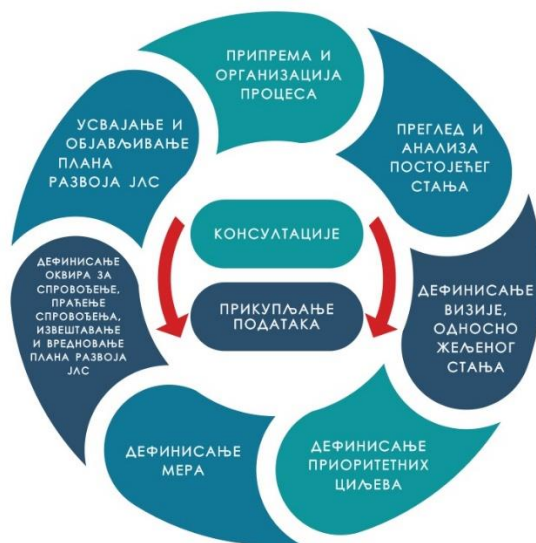 ПРИПРЕМА И
ОРГАНИЗАЦИЈА
ПРОЦЕСА
ПРЕГЛЕД И
АНАЛИЗА
ПОСТОЈЕЋЕГ
СТАЊА
ДЕФИНИСАЊЕ
ВИЗИЈЕ,
ОДНОСНО
ЖЕЉЕНОГ
СТАЊА
ДЕФИНИСАЊЕ
ПРИОРИТЕТНИХ
ЦИЉЕВА
ДЕФИНИСАЊЕ
МЕРА
ДЕФИНИСАЊЕ
ОКВИРА ЗА
СПРОВОЂЕЊЕ,
ПРАЋЕЊЕ
СПРОВОЂЕЊА,
ИЗВЕШТАВАЊЕ
И ВРЕДНОВАЊЕ
ПЛАНА РАЗВОЈА
ЈЛС
УСВАЈАЊЕ И
ОБЈАВЉИВАЊЕ
ПЛАНА
РАЗВОЈА ЈЛС
КОНСУЛТАЦИЈЕ
ПРИКУПЉАЊЕ
ПОДАТАКА